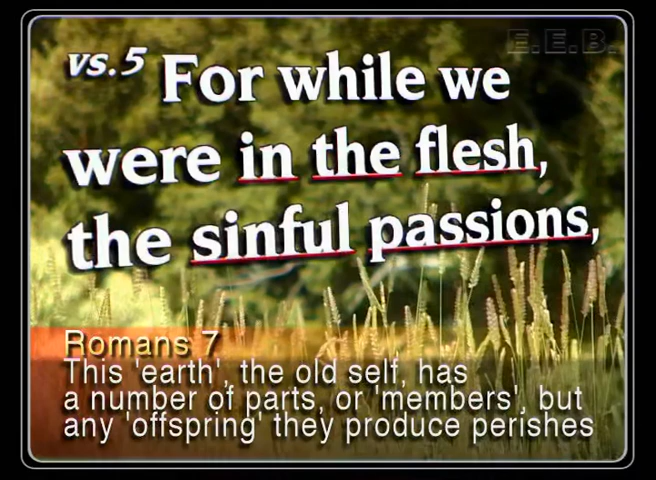 E.E.B.
vs.5 For while we
were in the flesh,
the sinful passions,
Romans 7
This 'earth', the old self, has
a number of parts, or 'members', but
any 'offspring' they produce perishes